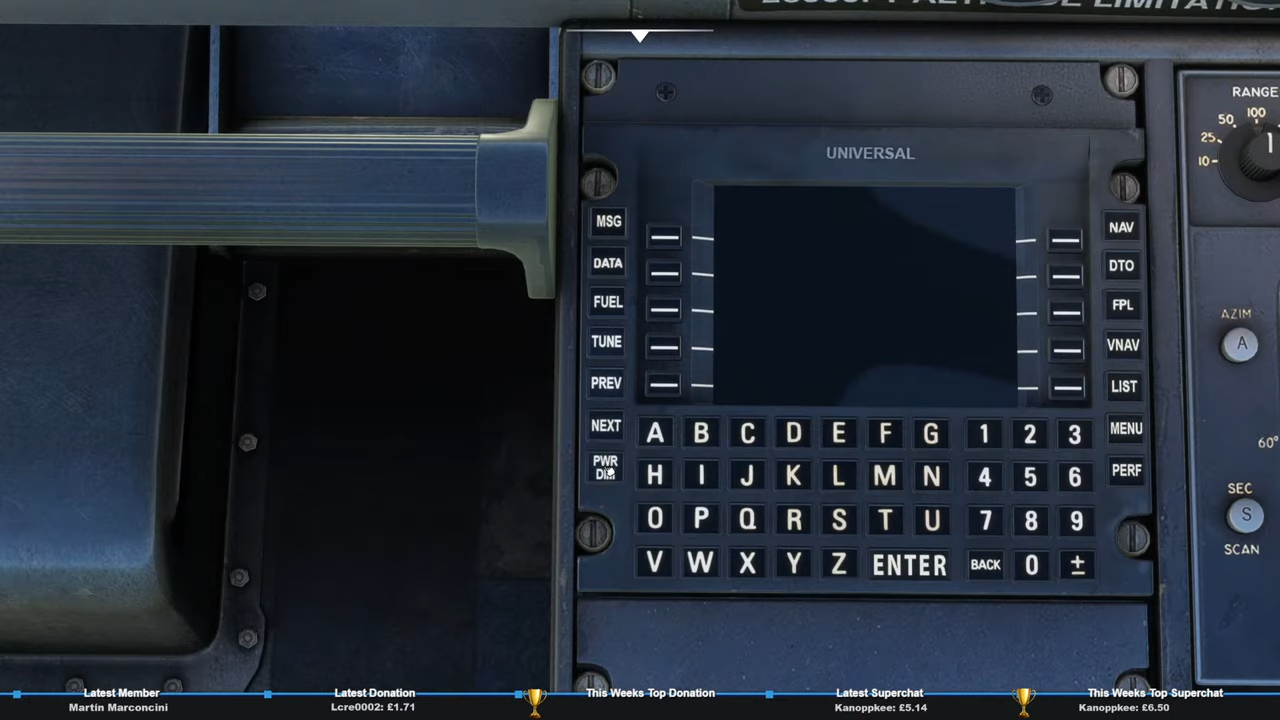 UNIVERSAL
RANGE
10 25 50 100
MSG
DATA
FUEL
TUNE
PREV
NEXT
PWR
DIM
NAV
DTO
FPL
VNAV
LIST
MENU
PERF
A B C D E F G 1 2 3
H I J K L M N 4 5 6
O P Q R S T U 7 8 9
V W X Y Z ENTER BACK 0 ±
AZIM
A
60°
SEC
S
SCAN
Latest Member
Martín Marconcini
Latest Donation
Lcre0002: £1.71
This Weeks Top Donation
Latest Superchat
Kanoppkee: £5.14
This Weeks Top Superchat
Kanoppkee: £6.50